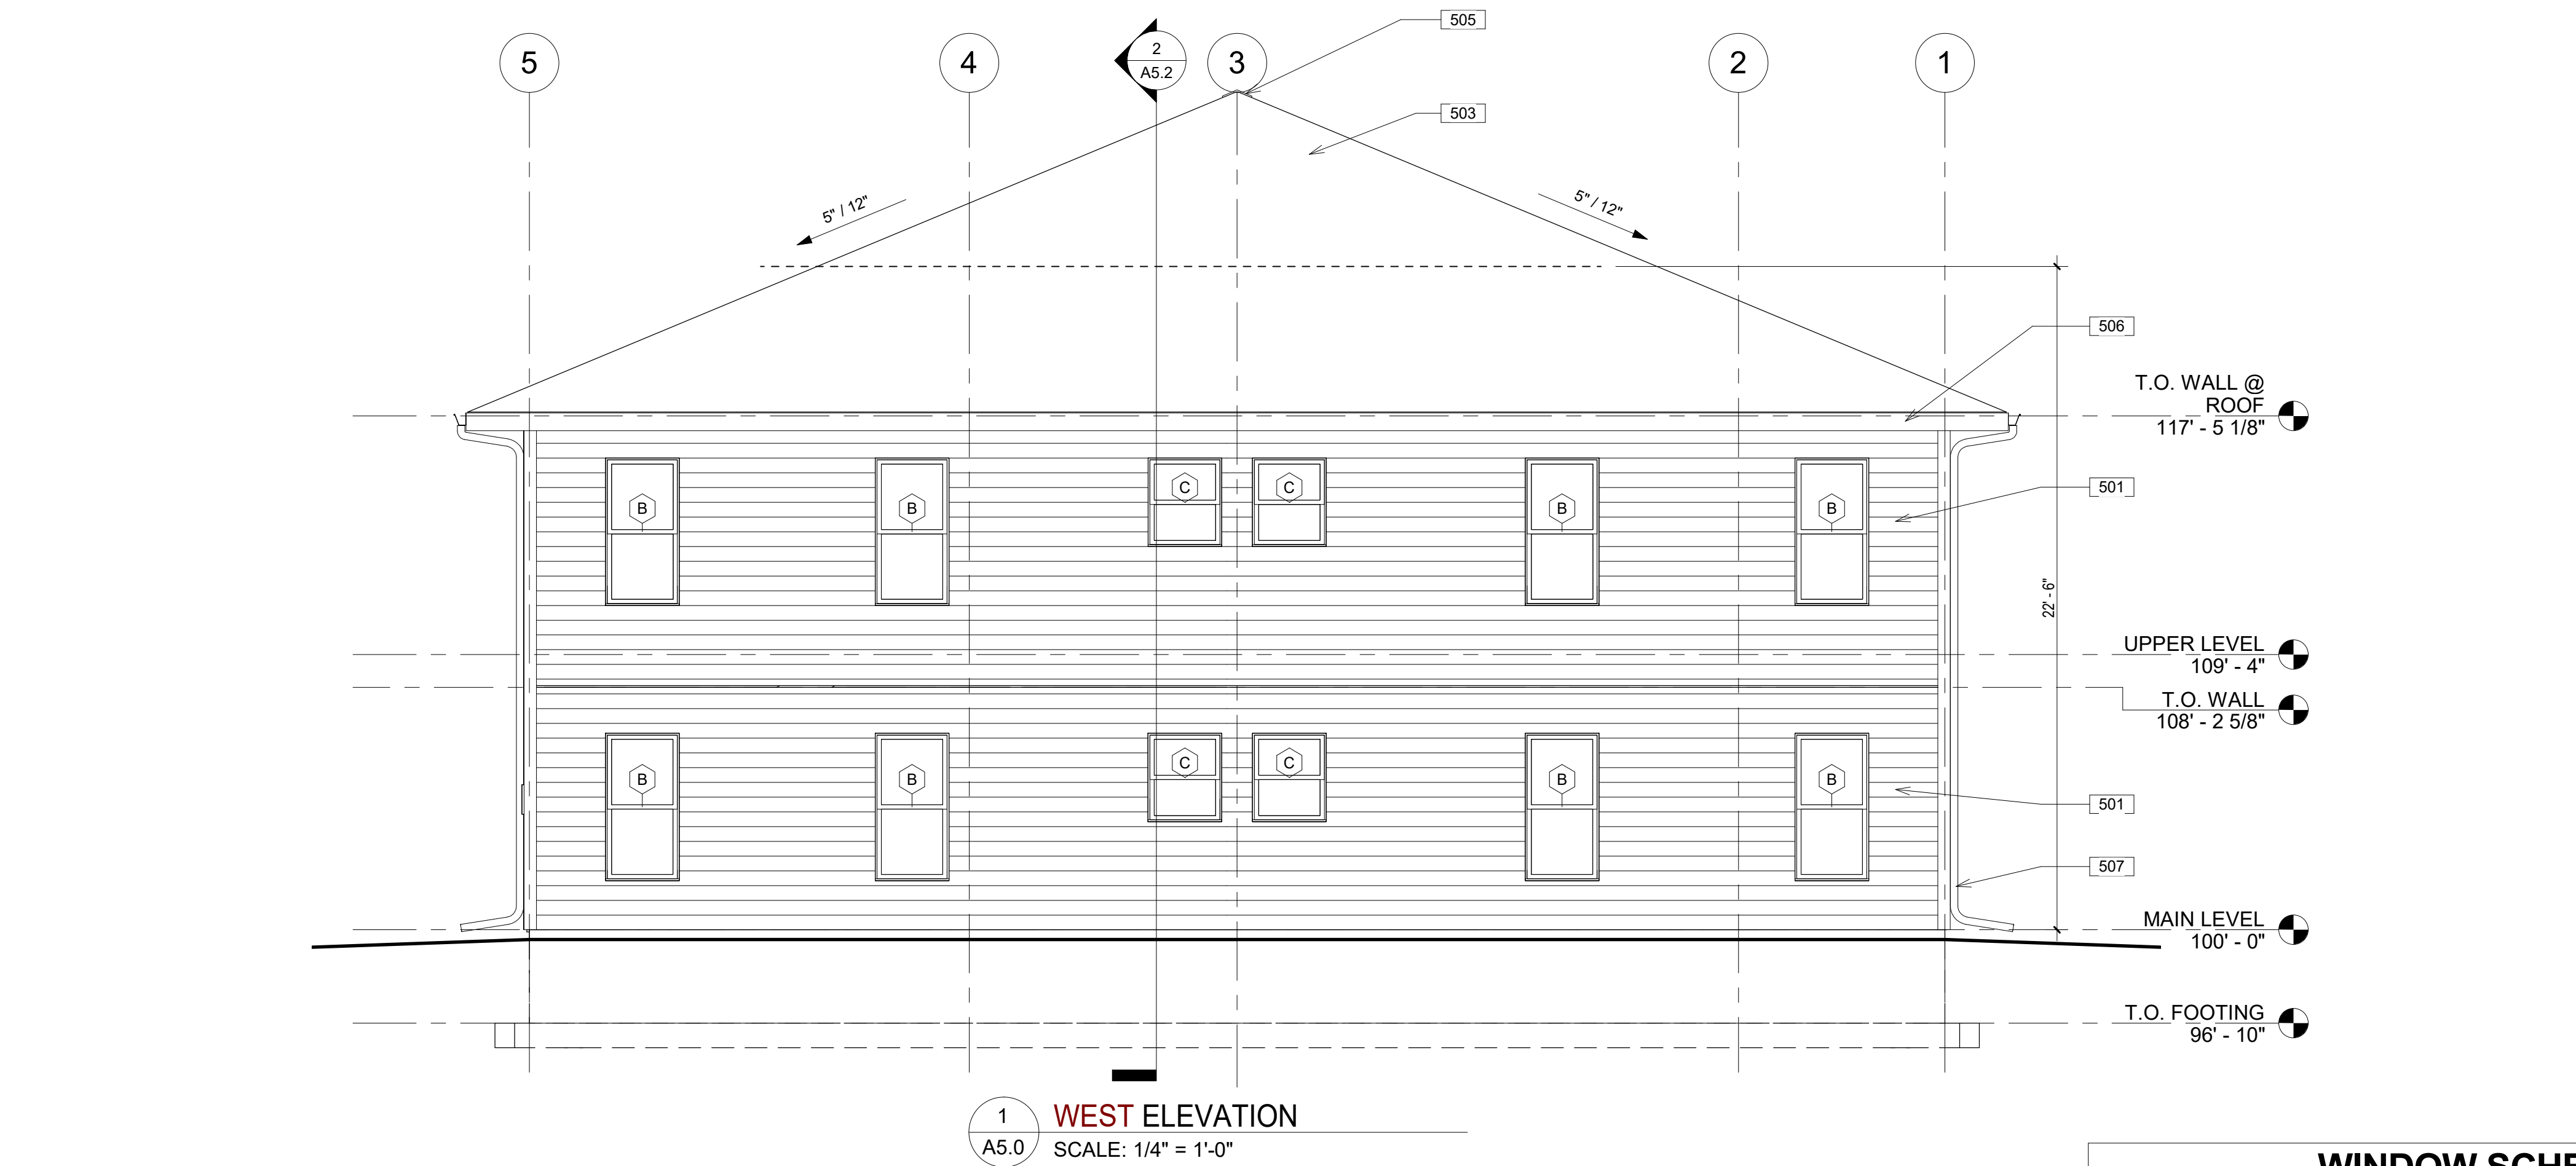 505
5
4
2
A5.2
3
2
1
503
5" / 12"
5" / 12"
506
T.O. WALL @
ROOF
117' - 5 1/8"
501
B
B
C
C
B
B
22' - 6"
UPPER LEVEL
109' - 4"
T.O. WALL
108' - 2 5/8"
B
B
C
C
B
B
501
507
MAIN LEVEL
100' - 0"
T.O. FOOTING
96' - 10"
1
A5.0
WEST ELEVATION
SCALE: 1/4" = 1'-0"
WINDOW